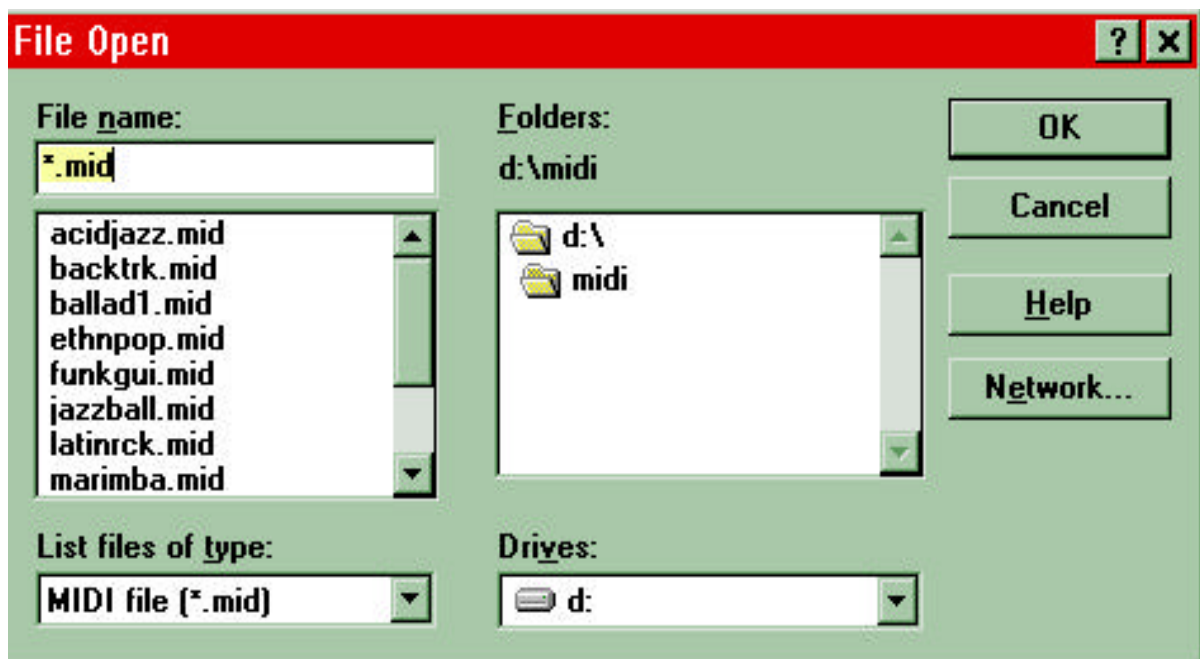 File Open
File name:
*.mid
acidjazz.mid
backtrk.mid
ballad1.mid
ethnpop.mid
funkgui.mid
jazzball.mid
latinrck.mid
marimba.mid
List files of type:
MIDI file (*.mid)
Folders:
d:\midi
d:\
midi
Drives:
d:
OK
Cancel
Help
Network...